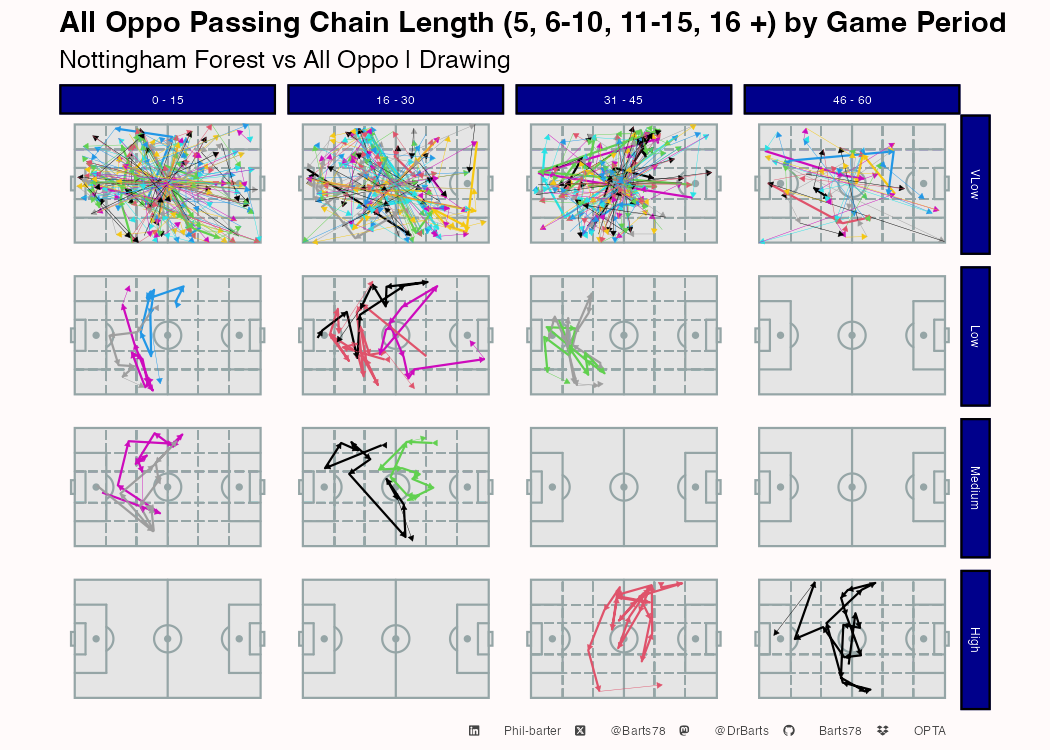 All Oppo Passing Chain Length (5, 6-10, 11-15, 16 +) by Game Period
Nottingham Forest vs All Oppo | Drawing
0 - 15 16 - 30 31 - 45 46 - 60
VLow
Low
Medium
High
Phil-barter @Barts78 @DrBarts Barts78 OPTA